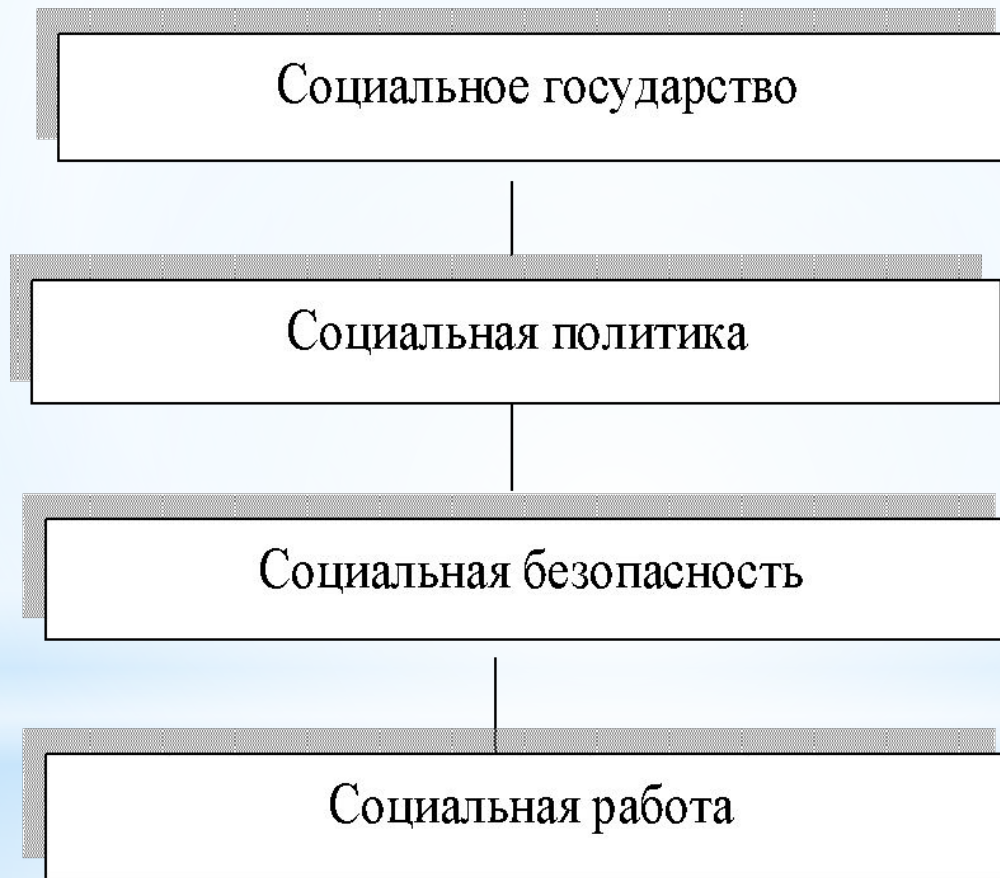 Социальное государство
Социальная политика
Социальная безопасность
Социальная работа